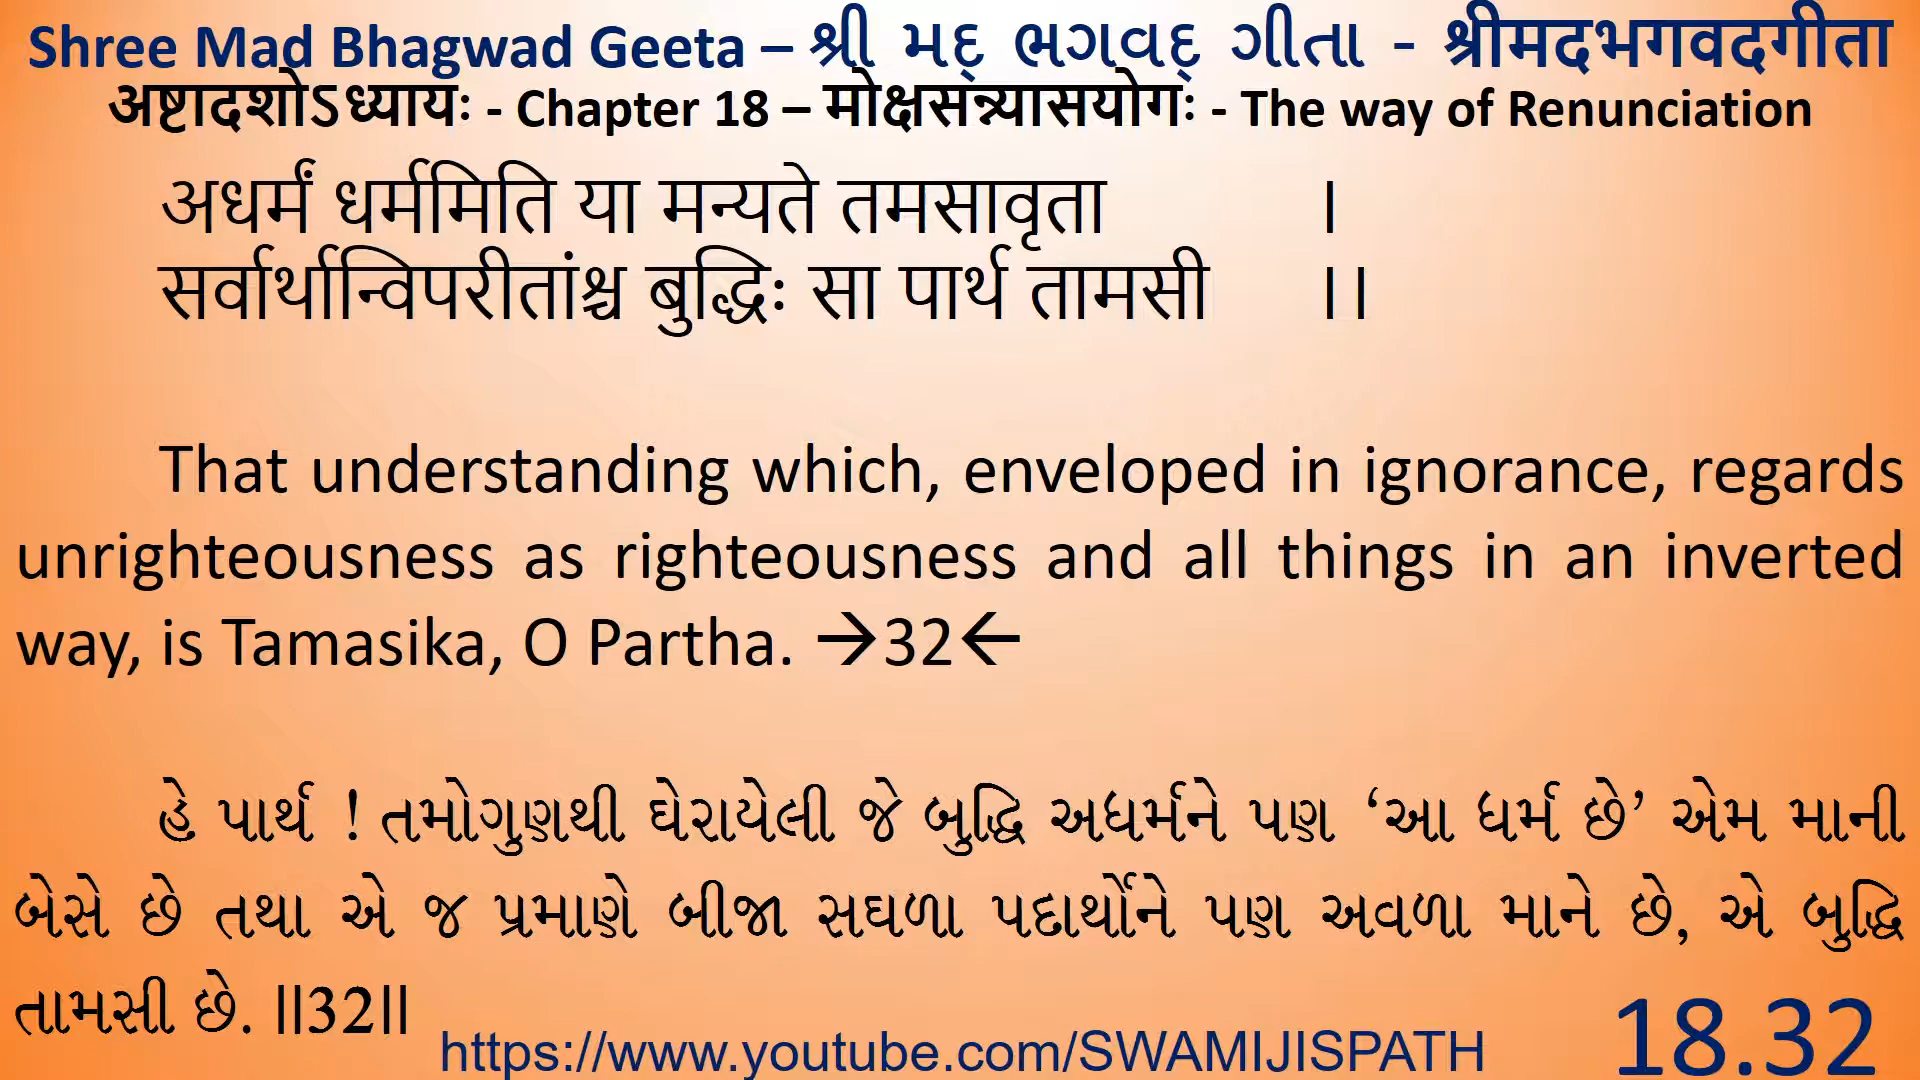 Shree Mad Bhagwad Geeta – શ્રી મદ્ ભગવદ્ ગીતા - श्रीमदभगवदगीता
अष्टादशोऽध्यायः - Chapter 18 – मोक्षसंन्यासयोगः - The way of Renunciation
अधर्मं धर्ममिति या मन्यते तमसावृता ।
सर्वार्थान्विपरीतांश्च बुद्धिः सा पार्थ तामसी ।।
That understanding which, enveloped in ignorance, regards
unrighteousness as righteousness and all things in an inverted
way, is Tamasika, O Partha. →32←
હે પાર્થ ! તમોગુણથી ઘેરાયેલી જે બુદ્ધિ અધર્મને પણ ‘આ ધર્મ છે’ એમ માની
બેસે છે તથા એ જ પ્રમાણે બીજા સઘળા પદાર્થોને પણ અવળા માને છે, એ બુદ્ધિ
તામસી છે. ||32||
https://www.youtube.com/SWAMIJISPATH
18.32